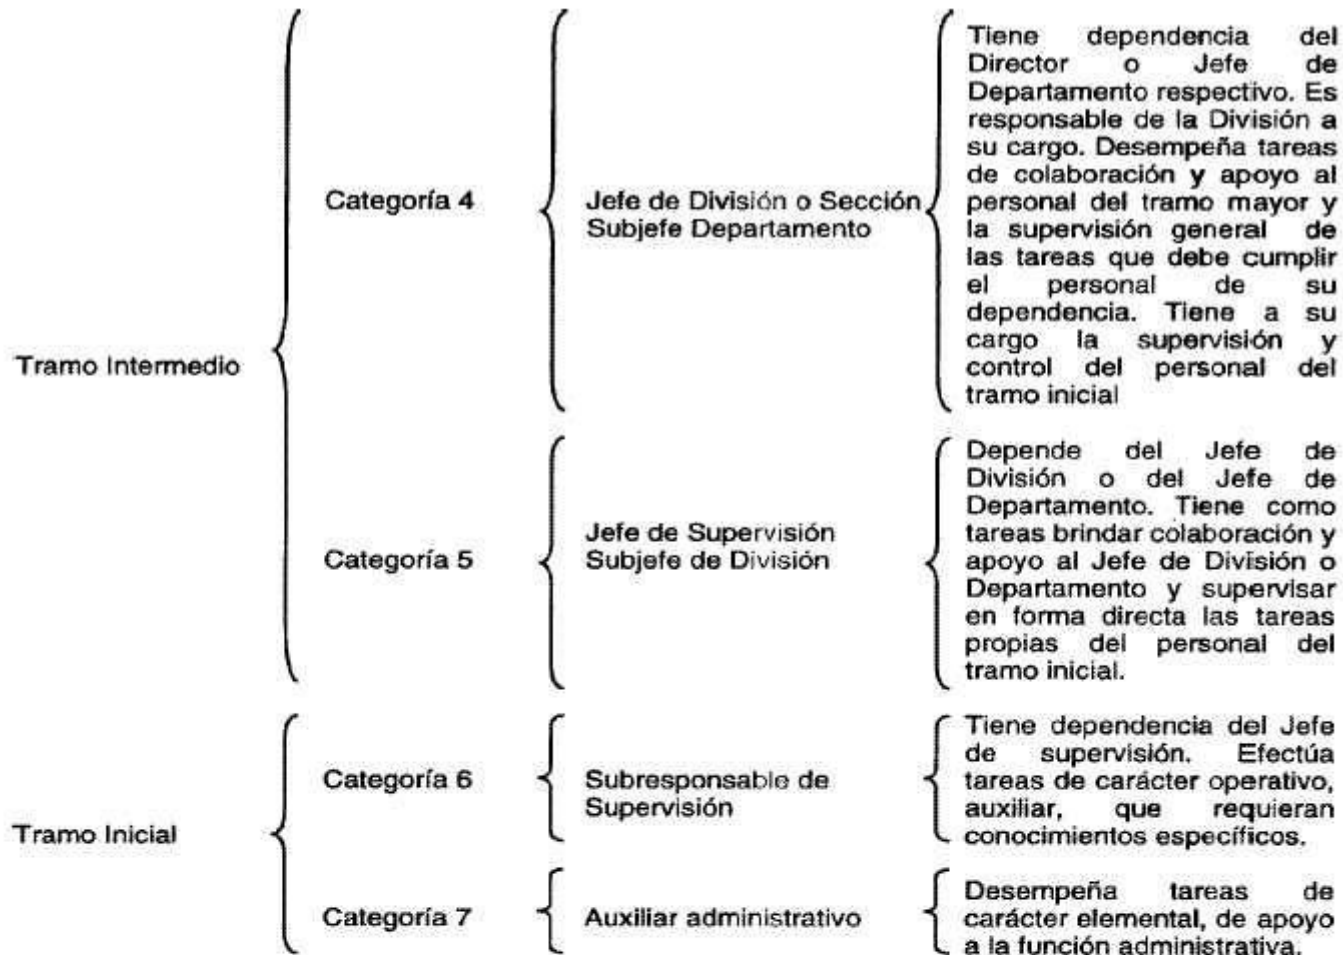 Tramo Intermedio
Categoría 4
Jefe de División o Sección
Subjefe Departamento
Tiene dependencia del
Director o Jefe de
Departamento respectivo. Es
responsable de la División a
su cargo. Desempeña tareas
de colaboración y apoyo al
personal del tramo mayor y
la supervisión general de
las tareas que debe cumplir
el personal de su
dependencia. Tiene a su
cargo la supervisión y
control del personal del
tramo inicial
Categoría 5
Jefe de Supervisión
Subjefe de División
Depende del Jefe de
División o del Jefe de
Departamento. Tiene como
tareas brindar colaboración y
apoyo al Jefe de División o
Departamento y supervisar
en forma directa las tareas
propias del personal del
tramo inicial.
Tramo Inicial
Categoría 6
Subresponsable de
Supervisión
Tiene dependencia del Jefe
de supervisión. Efectúa
tareas de carácter operativo,
auxiliar, que requieran
conocimientos específicos.
Categoría 7
Auxiliar administrativo
Desempeña tareas de
carácter elemental, de apoyo
a la función administrativa.